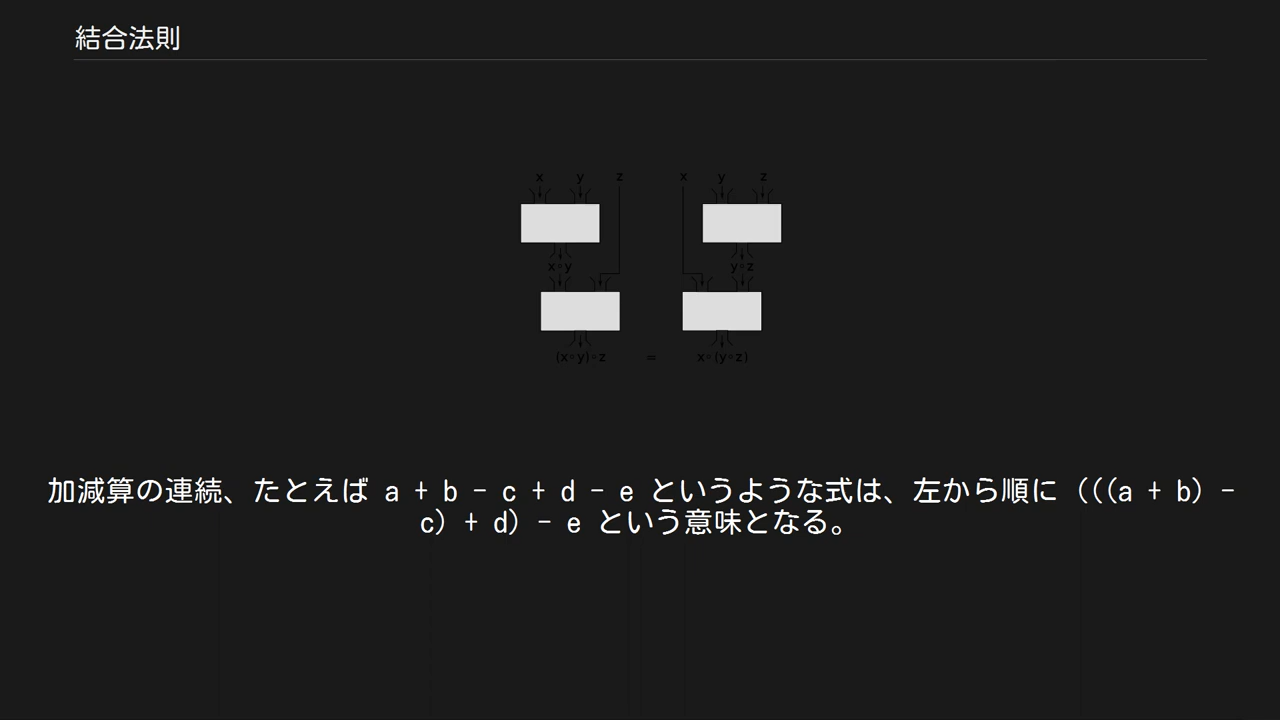 結合法則
x y z x y z
x∘y y∘z
(x∘y)∘z = x∘(y∘z)
加減算の連続、たとえば a + b − c + d − e というような式は、左から順に (((a + b) −
c) + d) − e という意味となる。